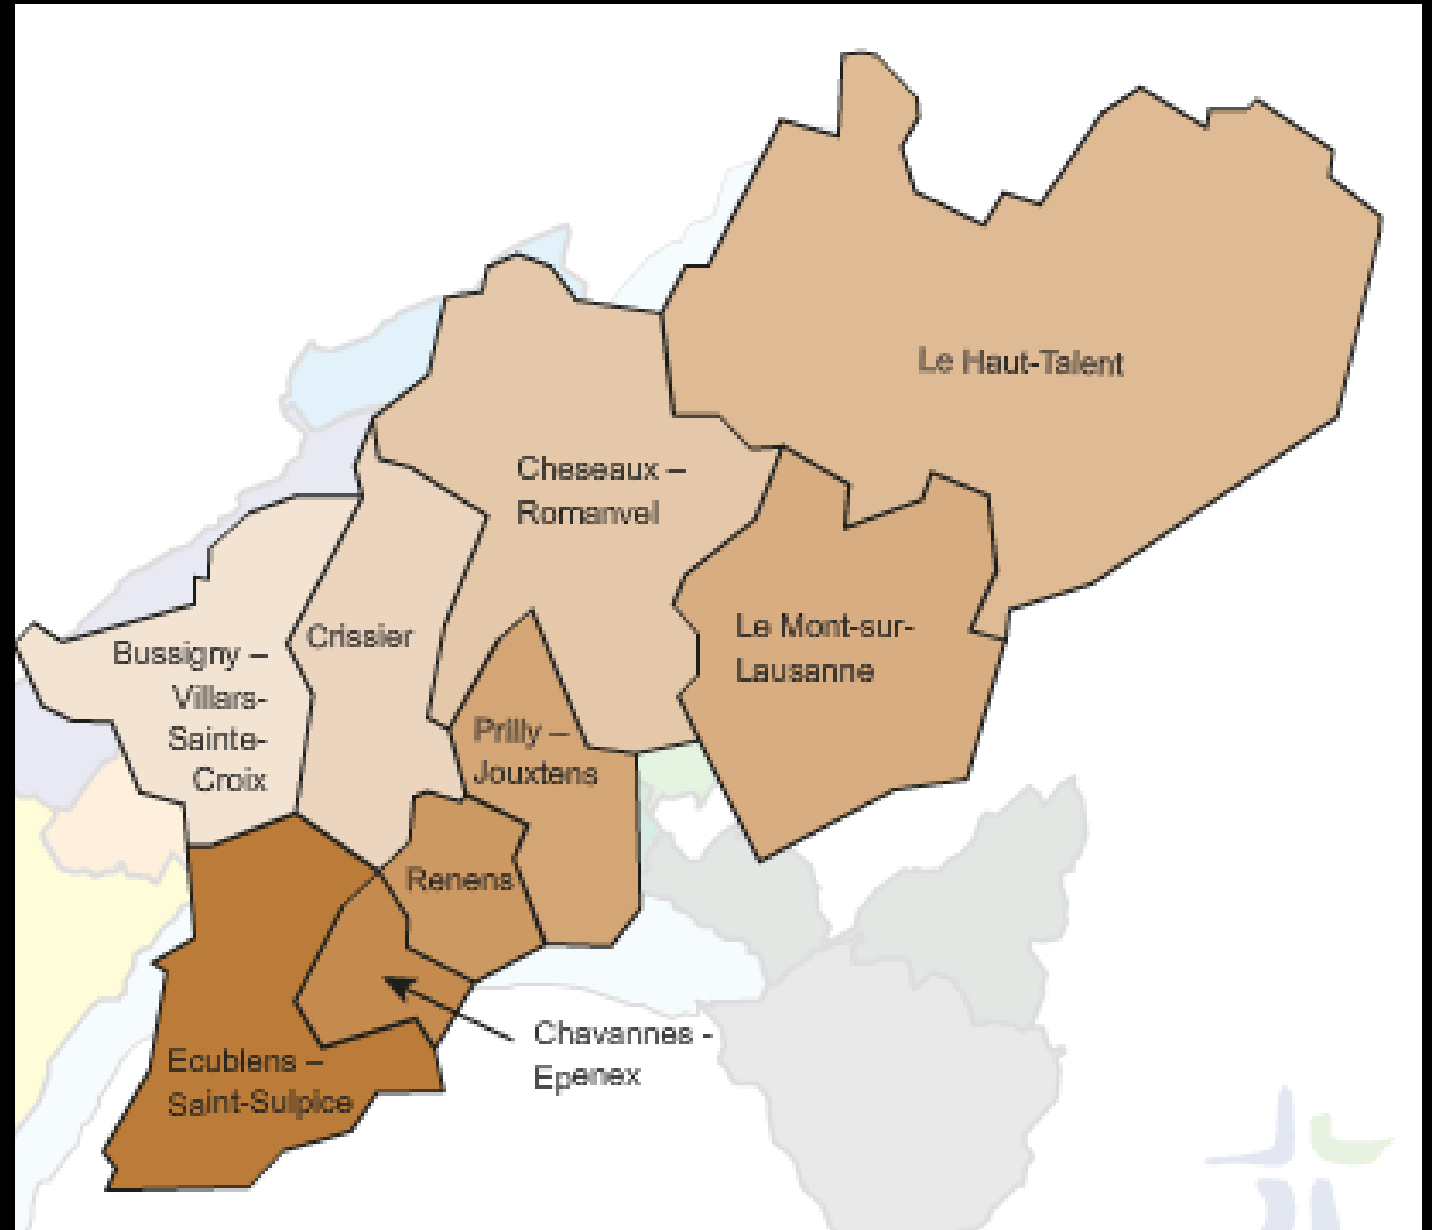 Le Haut-Talent
Cheseaux –
Romanvel
Le Mont-sur-
Lausanne
Crissier
Bussigny –
Villars-
Sainte-
Croix
Prilly –
Jouxtens
Renens
Chavannes -
Epenex
Ecublens –
Saint-Sulpice